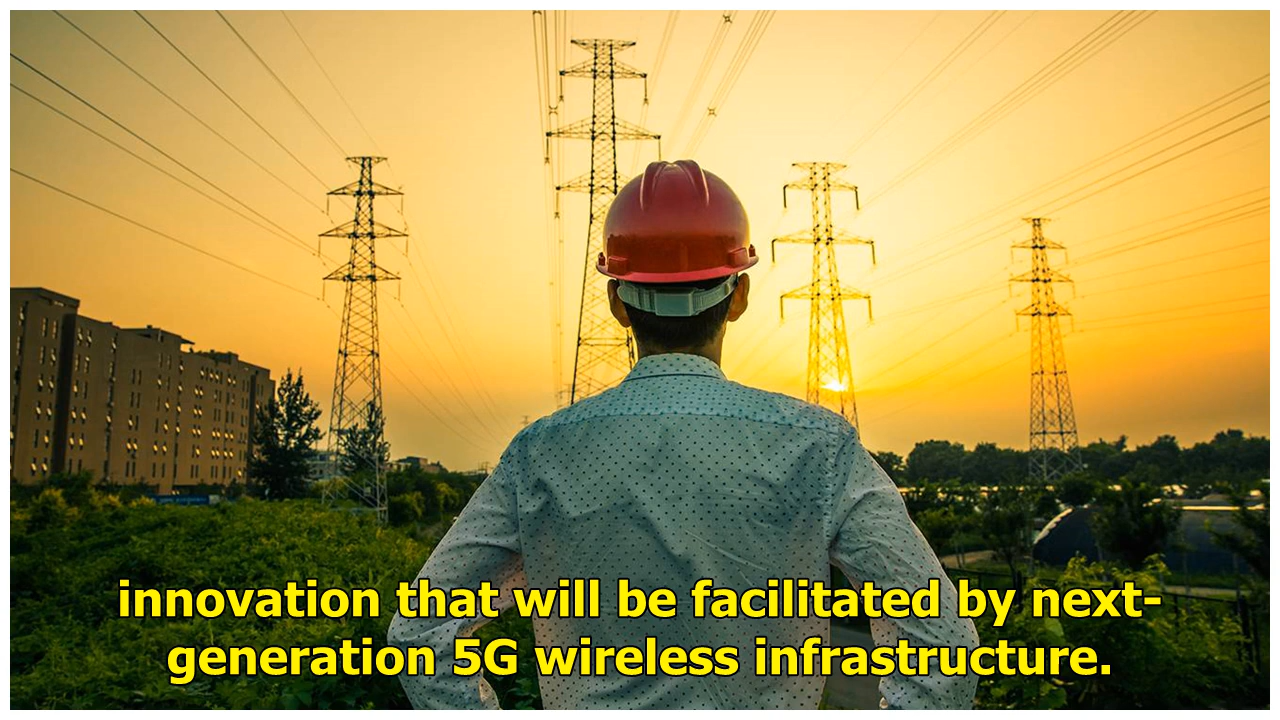 innovation that will be facilitated by next-
generation 5G wireless infrastructure.